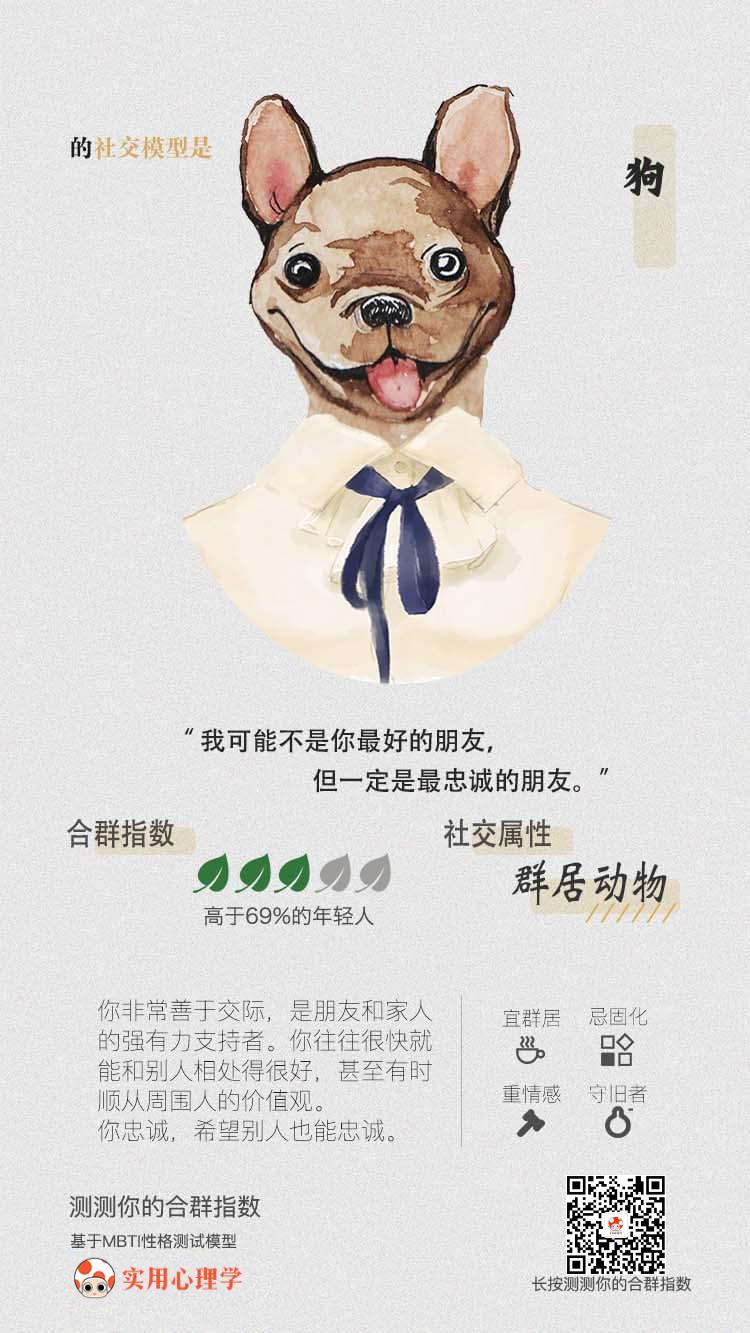 的社交模型是
狗
“我可能不是你最好的朋友，
但一定是最忠诚的朋友。”
合群指数
高于69%的年轻人
社交属性
群居动物
你非常善于交际，是朋友和家人
的强有力支持者。你往往很快就
能和别人相处得很好，甚至有时
顺从周围人的价值观。
你忠诚，希望别人也能忠诚。
宜群居 忌固化
重情感 守旧者
测测你的合群指数
基于MBTI性格测试模型
实用心理学
长按测测你的合群指数